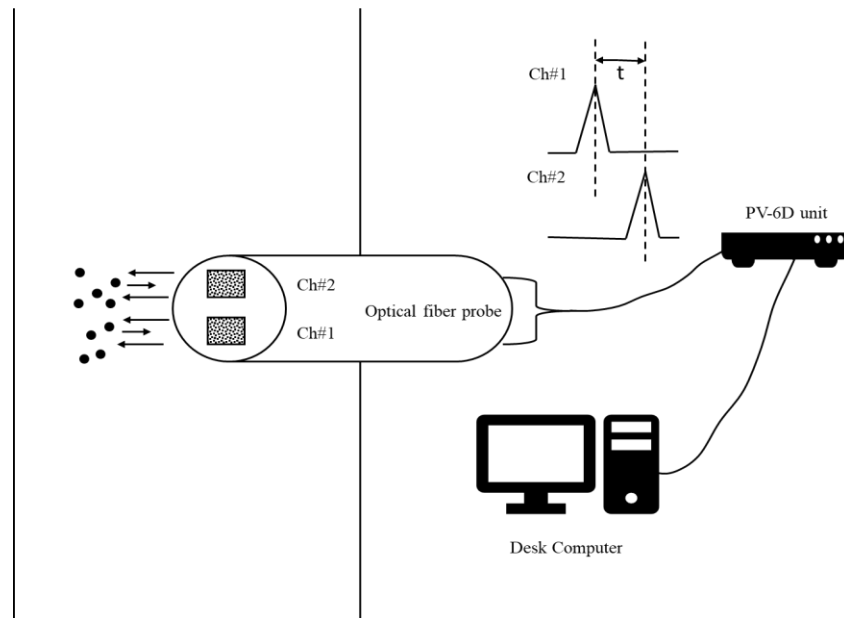 Ch#1
t
Ch#2
PV-6D unit
Ch#2
Optical fiber probe
Ch#1
Desk Computer